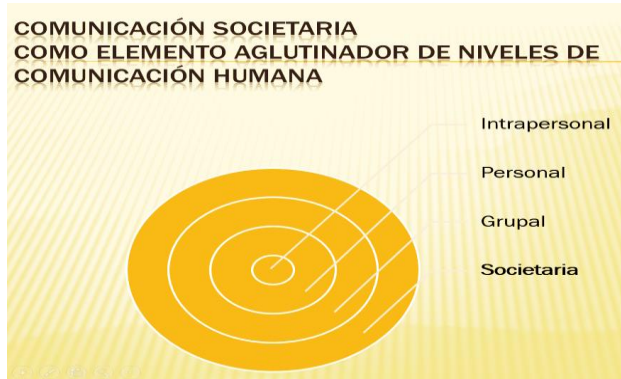 COMUNICACIÓN SOCIETARIA
COMO ELEMENTO AGLUTINADOR DE NIVELES DE
COMUNICACIÓN HUMANA
Intrapersonal
Personal
Grupal
Societaria